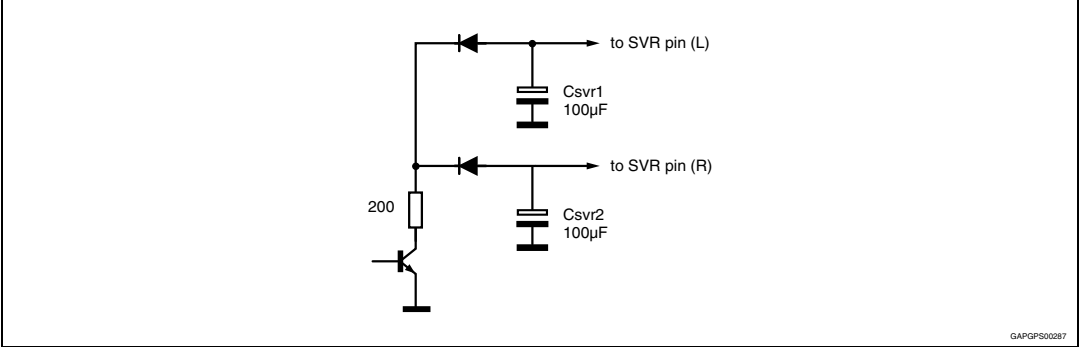 to SVR pin (L)
Csvr1
100µF
to SVR pin (R)
200
Csvr2
100µF
GAPGPS00287